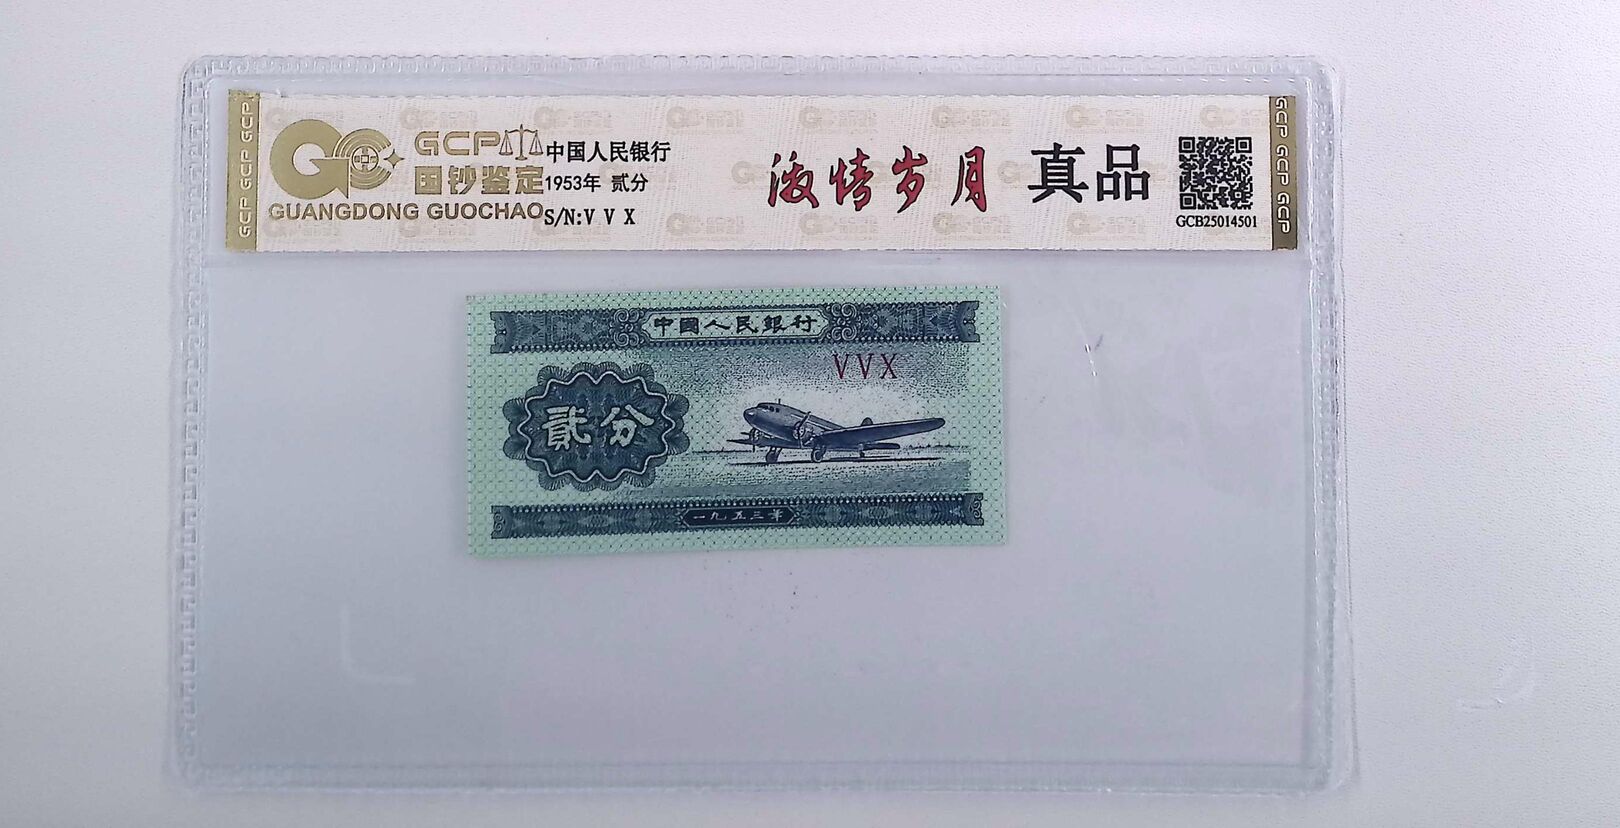 GCP GCP GCP
GCP
国钞鉴定
GUANGDONG GUOCHAO
中国人民银行
1953年 贰分
S/N:V V X
激情岁月
真品
GCB25014501
GCP GCP GCP
中國人民銀行
VVX
貳分
一九五三年